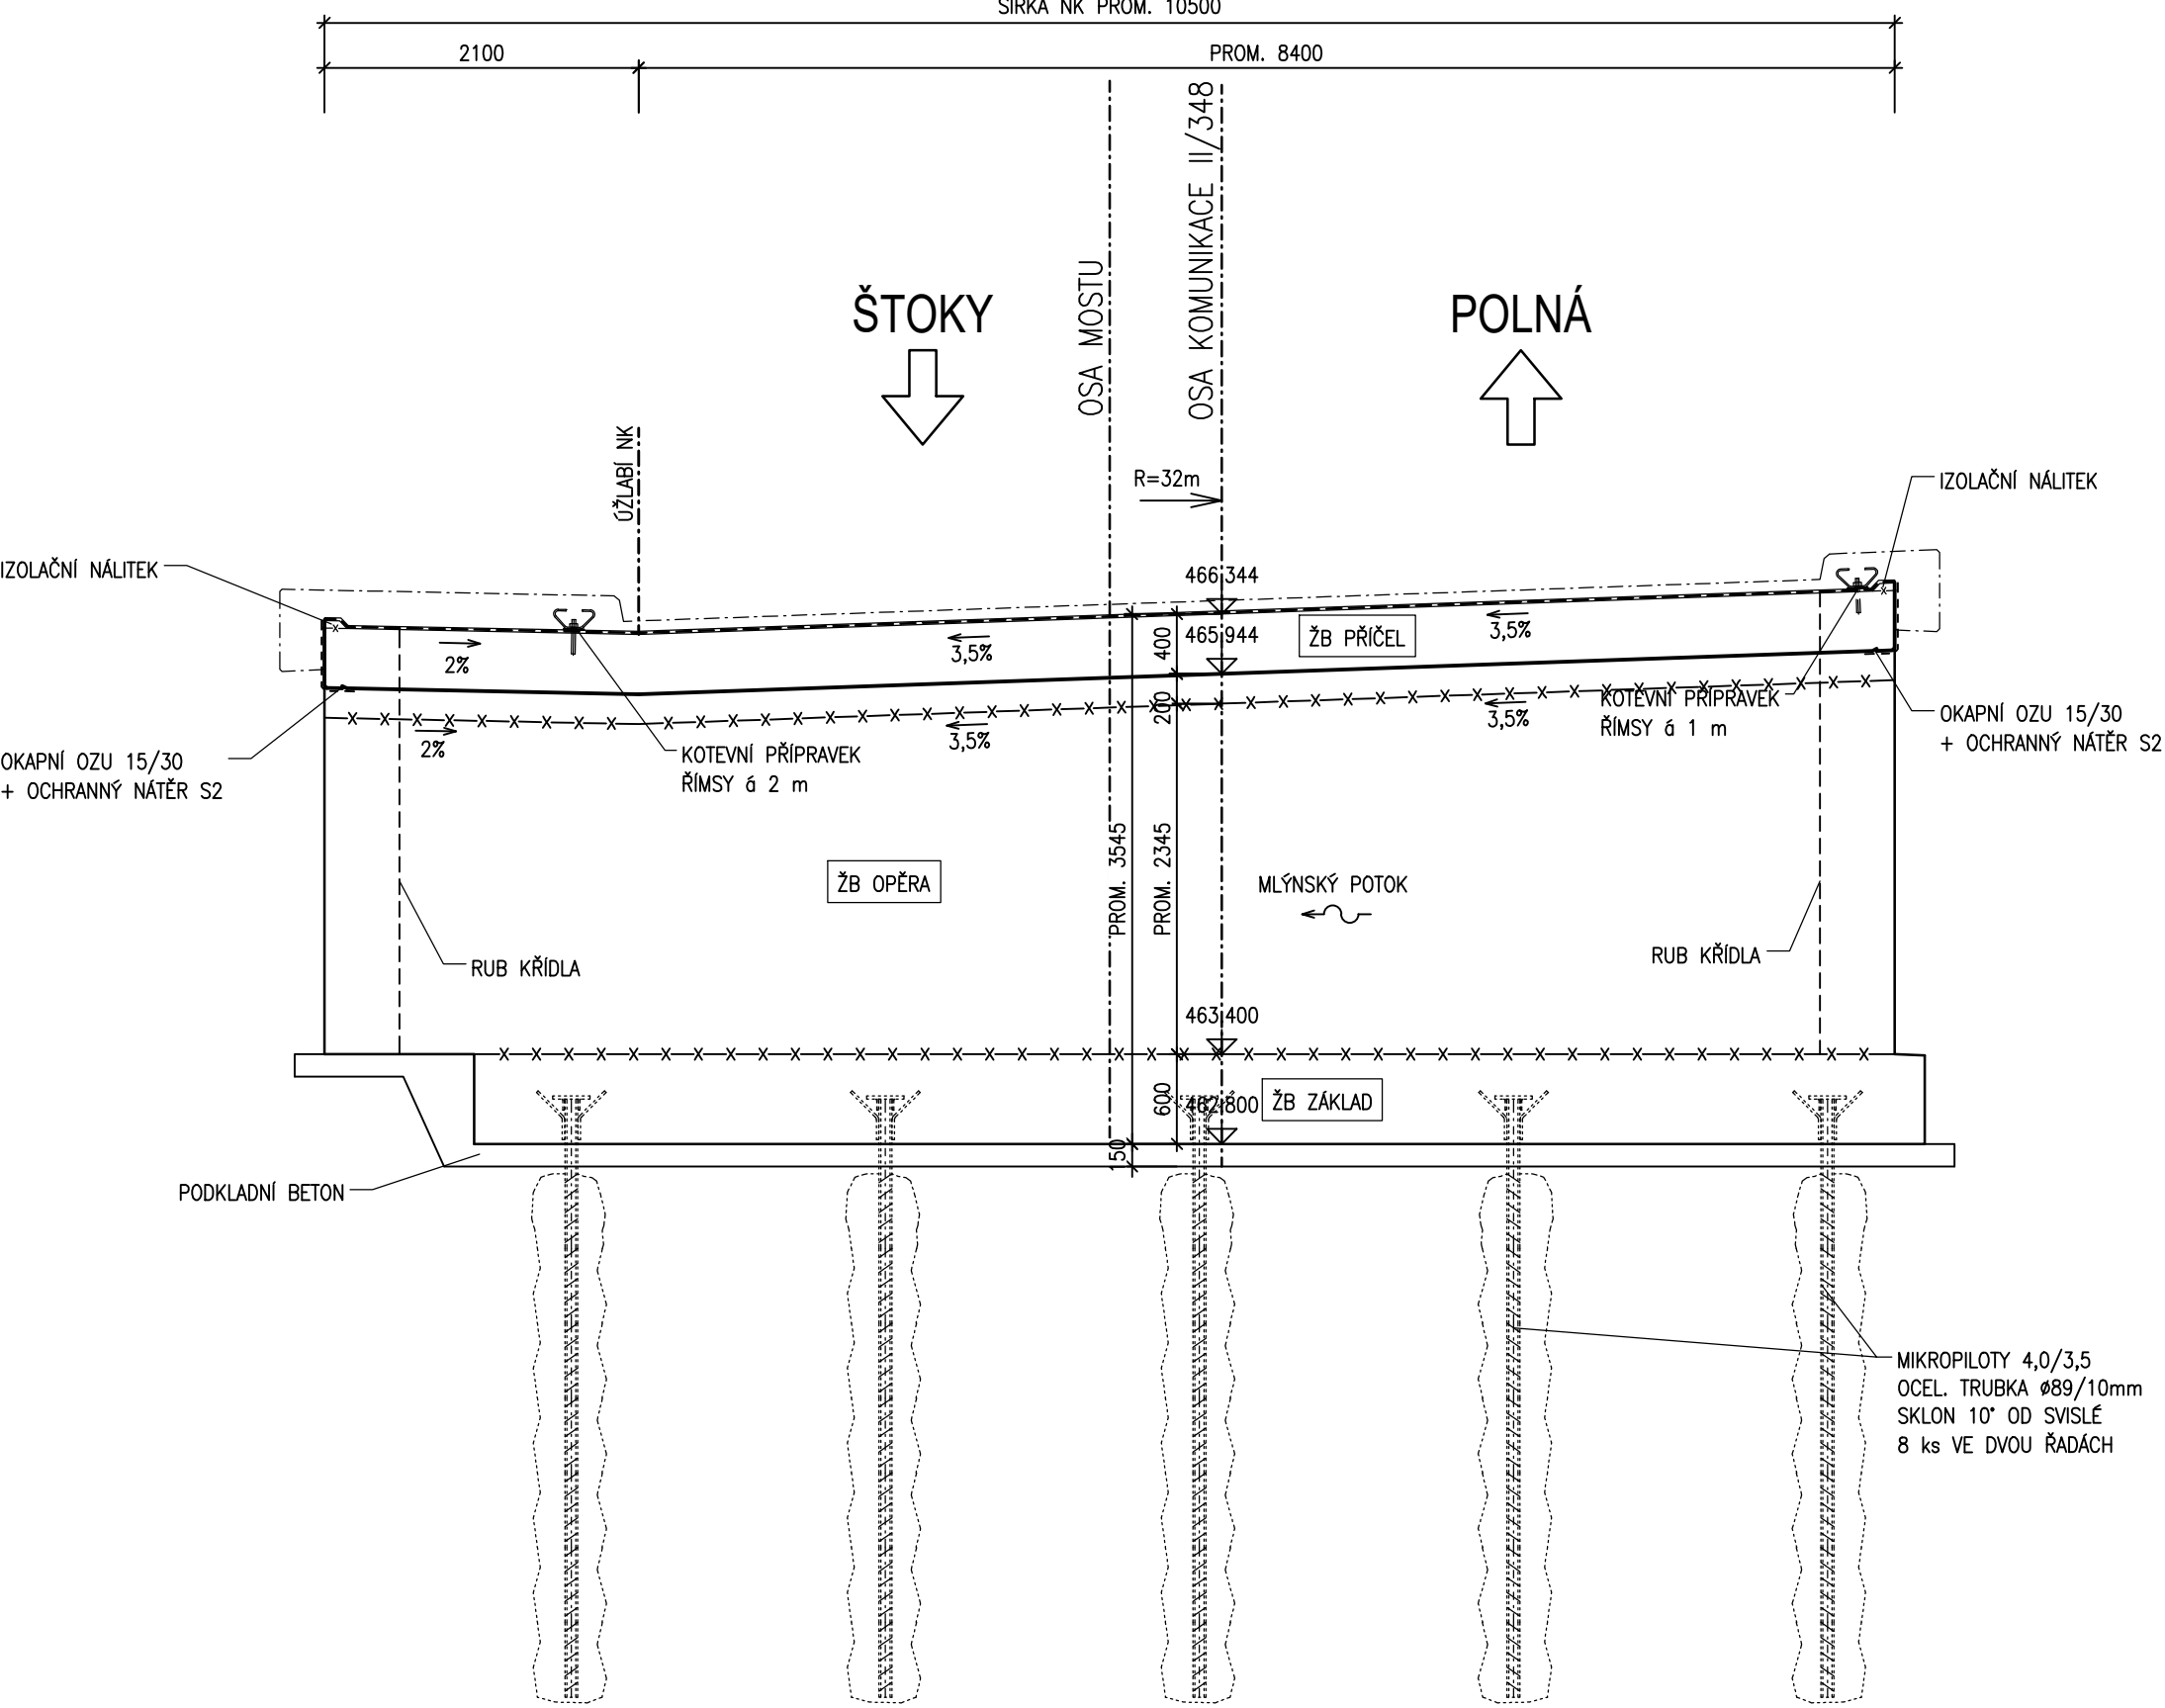 ŠÍRKA NK PROM. 10500
2100
PROM. 8400
OSA MOSTU
OSA KOMUNIKACE II/348
ŠTOKY
POLNÁ
ÚŽLABÍ NK
R=32m
IZOLAČNÍ NÁLITEK
IZOLAČNÍ NÁLITEK
466,344
465,944
400
200
ŽB PŘÍČEL
2%
3,5%
3,5%
2%
3,5%
3,5%
KOTEVNÍ PŘÍPRAVEK
ŘÍMSY á 1 m
OKAPNÍ OZU 15/30
+ OCHRANNÝ NÁTĚR S2
OKAPNÍ OZU 15/30
+ OCHRANNÝ NÁTĚR S2
KOTEVNÍ PŘÍPRAVEK
ŘÍMSY á 2 m
PROM. 3545
PROM. 2345
ŽB OPĚRA
MLÝNSKÝ POTOK
RUB KŘÍDLA
RUB KŘÍDLA
463,400
600
462,800
ŽB ZÁKLAD
150
PODKLADNÍ BETON
MIKROPILOTY 4,0/3,5
OCEL. TRUBKA ø89/10mm
SKLON 10° OD SVISLÉ
8 ks VE DVOU ŘADÁCH